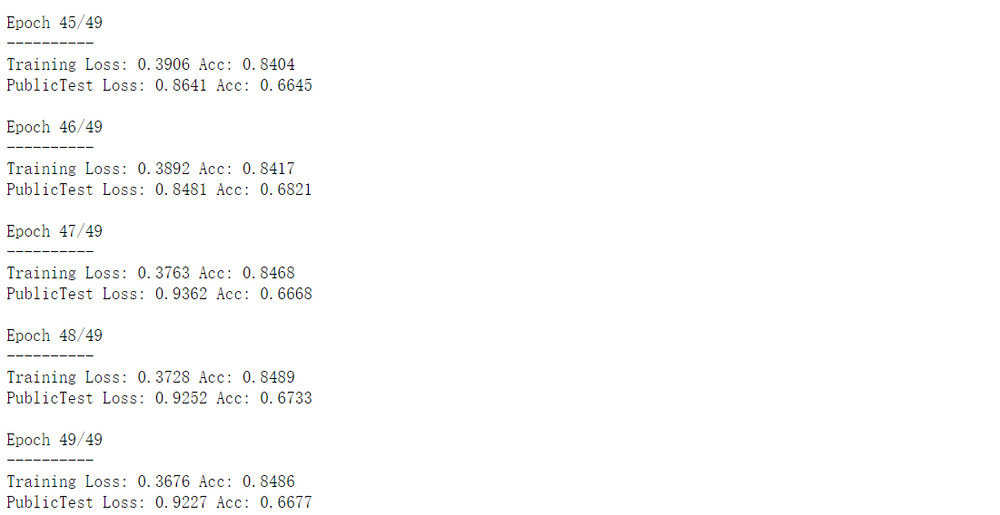 Epoch 45/49
----------
Training Loss: 0.3906 Acc: 0.8404
PublicTest Loss: 0.8641 Acc: 0.6645
Epoch 46/49
----------
Training Loss: 0.3892 Acc: 0.8417
PublicTest Loss: 0.8481 Acc: 0.6821
Epoch 47/49
----------
Training Loss: 0.3763 Acc: 0.8468
PublicTest Loss: 0.9362 Acc: 0.6668
Epoch 48/49
----------
Training Loss: 0.3728 Acc: 0.8489
PublicTest Loss: 0.9252 Acc: 0.6733
Epoch 49/49
----------
Training Loss: 0.3676 Acc: 0.8486
PublicTest Loss: 0.9227 Acc: 0.6677